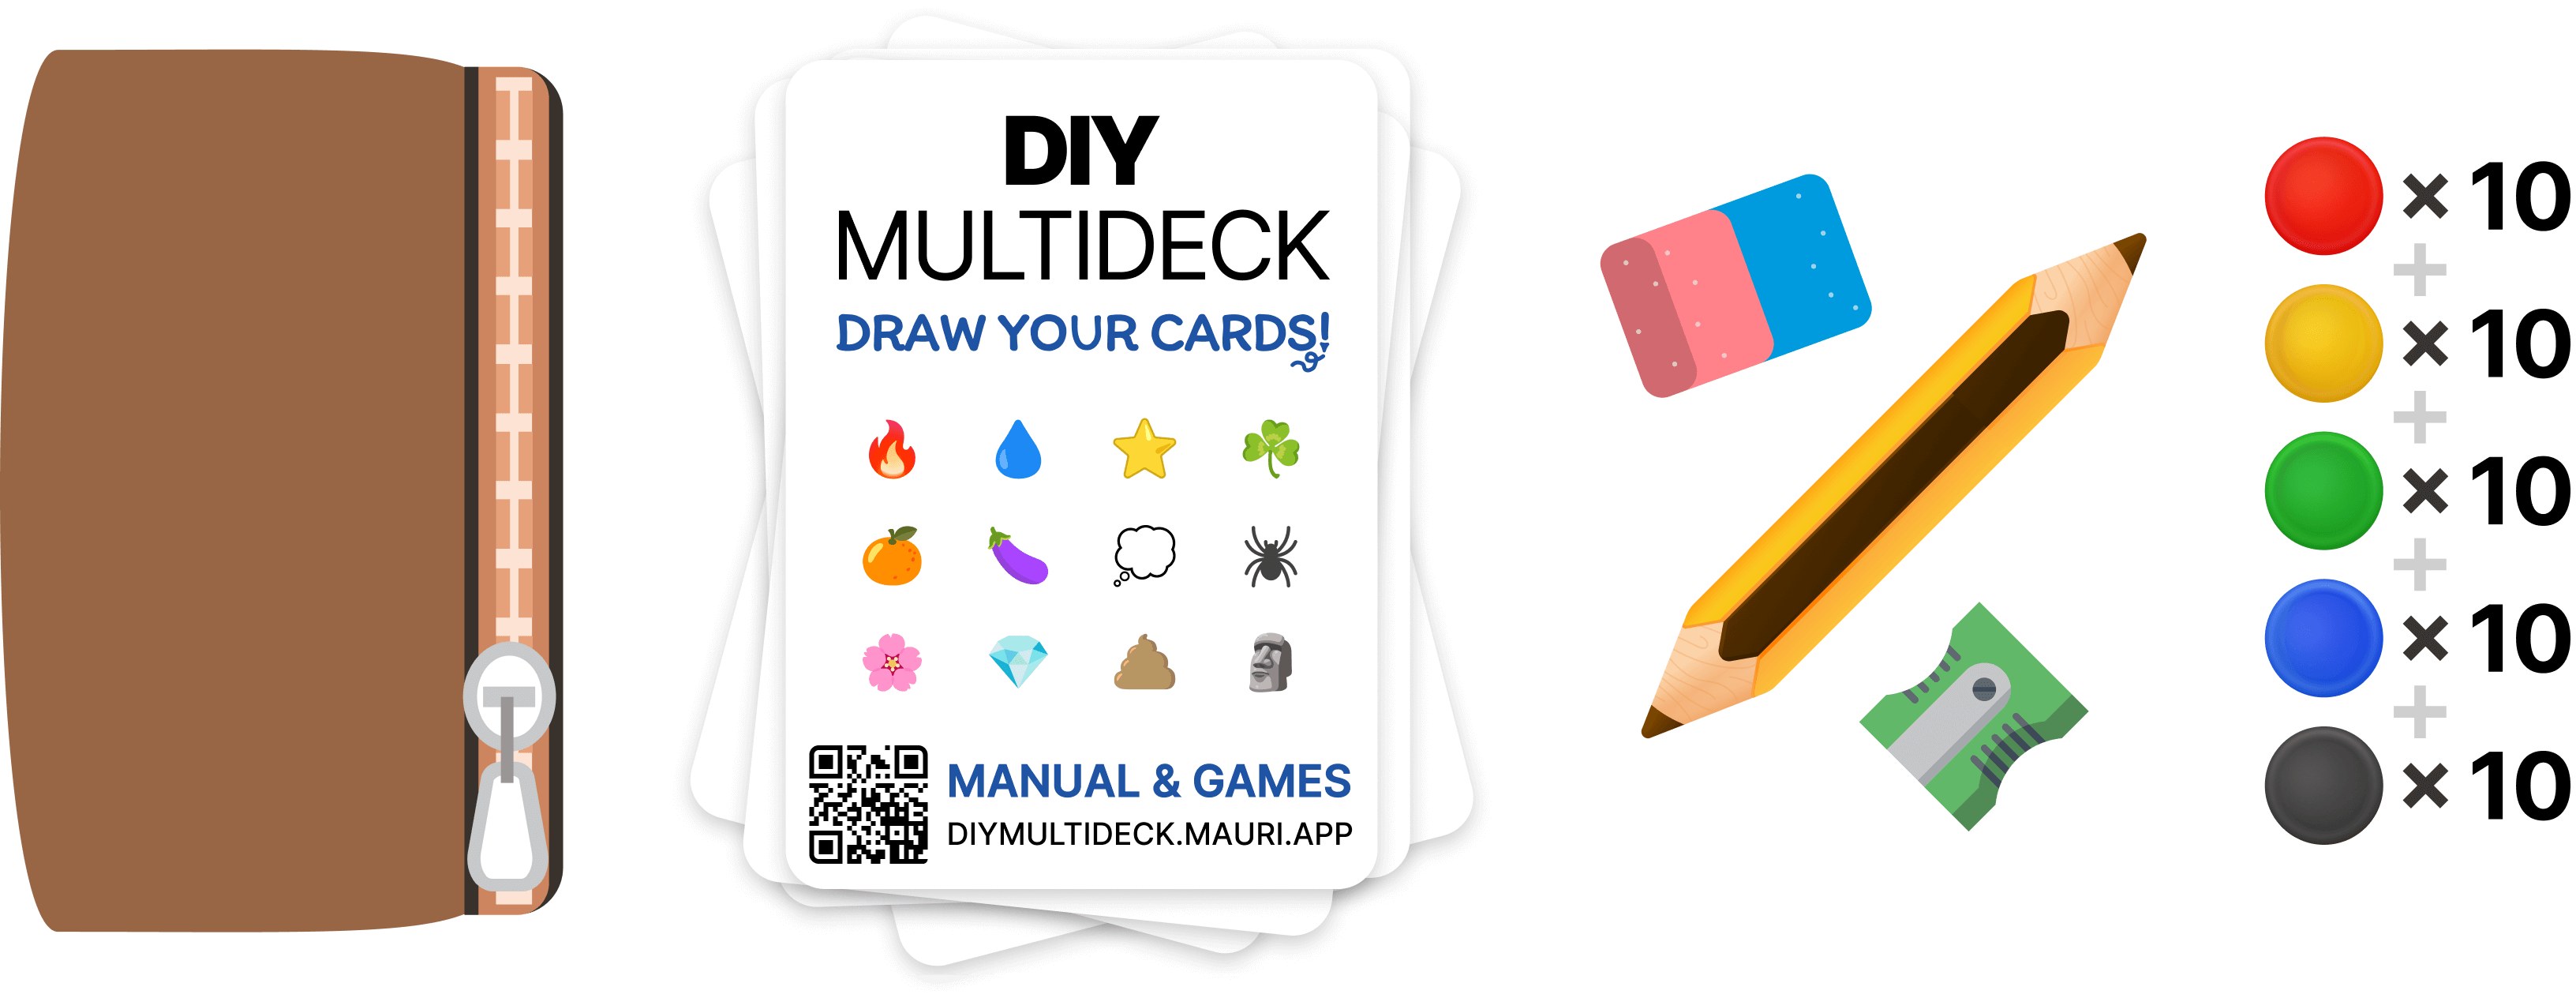 DIY
MULTIDECK
DRAW YOUR CARDS!
MANUAL & GAMES
DIYMULTIDECK.MAURI.APP
× 10
+
× 10
+
× 10
+
× 10
+
× 10